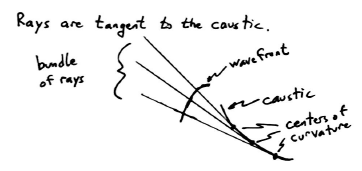 Rays are tangent to the caustic.
bundle
of rays
wavefront
caustic
centers of
curvature